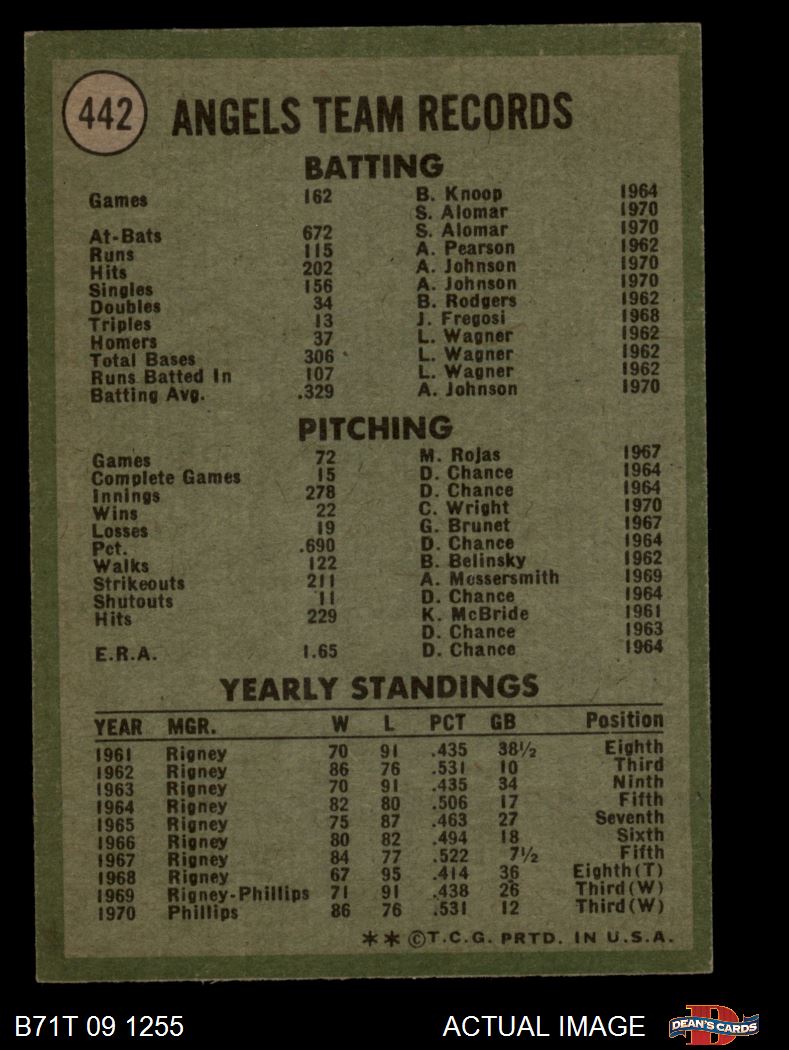 442 ANGELS TEAM RECORDS
BATTING
Games 162 B. Knoop 1964
S. Alomar 1970
At-Bats 672 S. Alomar 1970
Runs 115 A. Pearson 1962
Hits 202 A. Johnson 1970
Singles 156 A. Johnson 1970
Doubles 34 B. Rodgers 1962
Triples 13 J. Fregosi 1968
Homers 37 L. Wagner 1962
Total Bases 306 L. Wagner 1962
Runs Batted In 107 L. Wagner 1962
Batting Avg. .329 A. Johnson 1970
PITCHING
Games 72 M. Rojas 1967
Complete Games 15 D. Chance 1964
Innings 278 D. Chance 1964
Wins 22 C. Wright 1970
Losses 19 G. Brunet 1967
Pct. .690 D. Chance 1964
Walks 122 B. Belinsky 1962
Strikeouts 211 A. Messersmith 1969
Shutouts 11 D. Chance 1964
Hits 229 K. McBride 1961
D. Chance 1963
E.R.A. 1.65 D. Chance 1964
YEARLY STANDINGS
YEAR MGR. W L PCT GB Position
1961 Rigney 70 91 .435 38½ Eighth
1962 Rigney 86 76 .531 10 Third
1963 Rigney 70 91 .435 34 Ninth
1964 Rigney 82 80 .506 17 Fifth
1965 Rigney 75 87 .463 27 Seventh
1966 Rigney 80 82 .494 18 Sixth
1967 Rigney 84 77 .522 7½ Fifth
1968 Rigney 67 95 .414 36 Eighth(T)
1969 Rigney-Phillips 71 91 .438 26 Third(W)
1970 Phillips 86 76 .531 12 Third(W)
** ©T.C.G. PRTD. IN U.S.A.
B71T 09 1255 ACTUAL IMAGE D DEAN'S CARDS